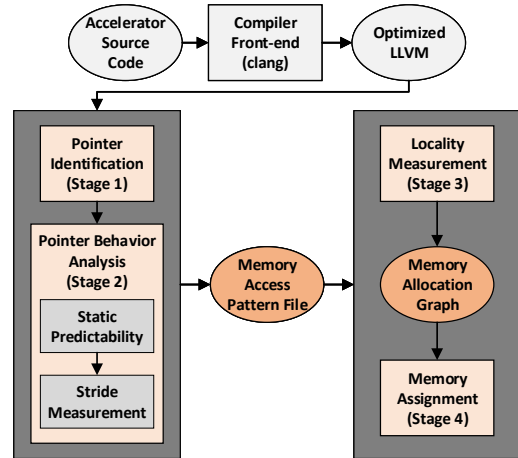 Accelerator
Source
Code
Compiler
Front-end
(clang)
Optimized
LLVM
Pointer
Identification
(Stage 1)
Pointer Behavior
Analysis
(Stage 2)
Static
Predictability
Stride
Measurement
Memory
Access
Pattern File
Locality
Measurement
(Stage 3)
Memory
Allocation
Graph
Memory
Assignment
(Stage 4)